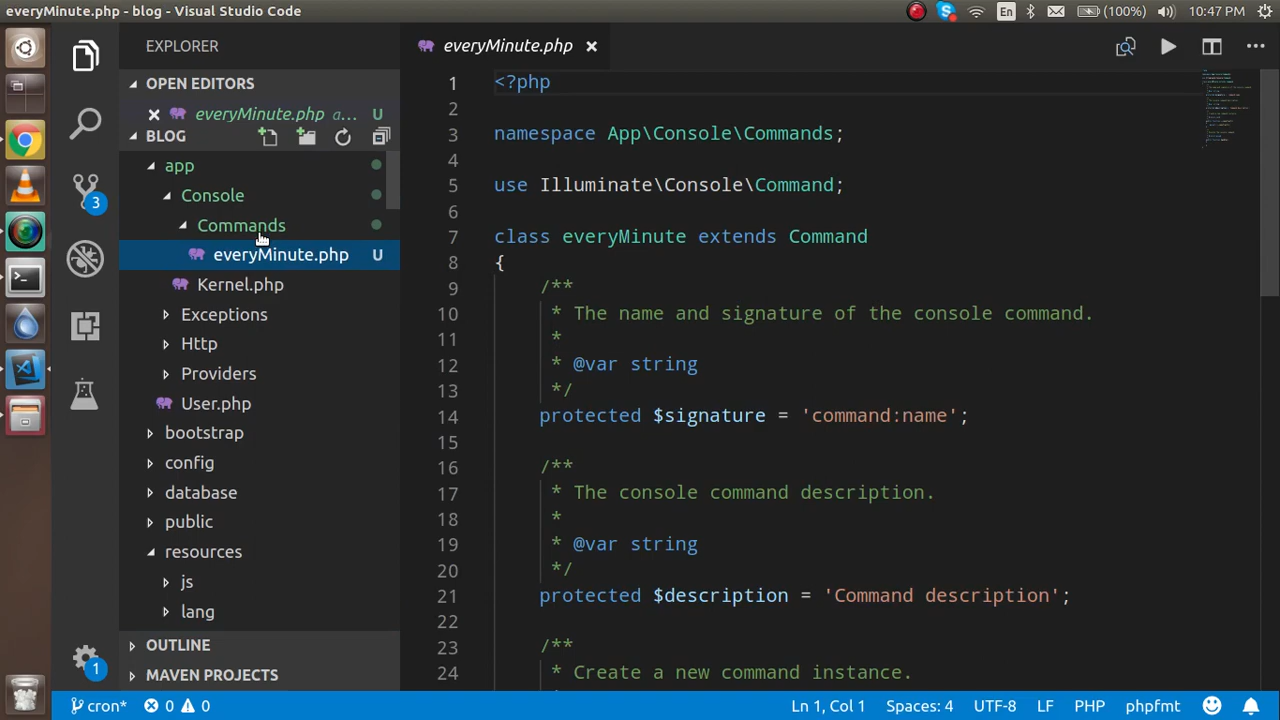 everyMinute.php - blog - Visual Studio Code
En
(100%)
10:47 PM
EXPLORER
OPEN EDITORS
everyMinute.php a... U
BLOG
app
Console
Commands
everyMinute.php U
Kernel.php
Exceptions
Http
Providers
User.php
bootstrap
config
database
public
resources
js
lang
OUTLINE
MAVEN PROJECTS
3
1
everyMinute.php
1 <?php
2
3 namespace App\Console\Commands;
4
5 use Illuminate\Console\Command;
6
7 class everyMinute extends Command
8 {
9 /**
10 * The name and signature of the console command.
11 *
12 * @var string
13 */
14 protected $signature = 'command:name';
15
16 /**
17 * The console command description.
18 *
19 * @var string
20 */
21 protected $description = 'Command description';
22
23 /**
24 * Create a new command instance.
cron* 0 0
Ln 1, Col 1 Spaces: 4 UTF-8 LF PHP phpfmt